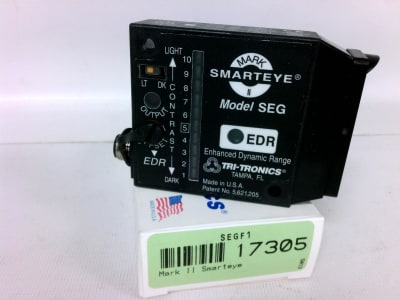 LIGHT
10
9
8
7
6
5
4
3
2
1
LT DK
CONTRAST
OUTPUT
OFFSET
EDR
DARK
MARK
SMARTEYE®
II
Model SEG
EDR
Enhanced Dynamic Range
TRI-TRONICS®
TAMPA, FL
Made in U.S.A.
Patent No. 5,621,205
SEGF1
17305
Mark II Smarteye